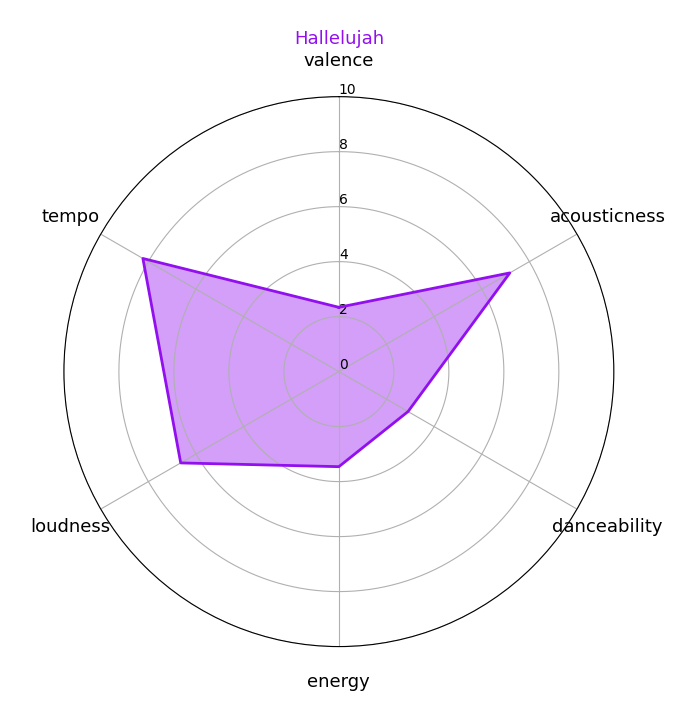 Hallelujah
valence
10
8
tempo
6
acousticness
4
2
0
loudness
danceability
energy